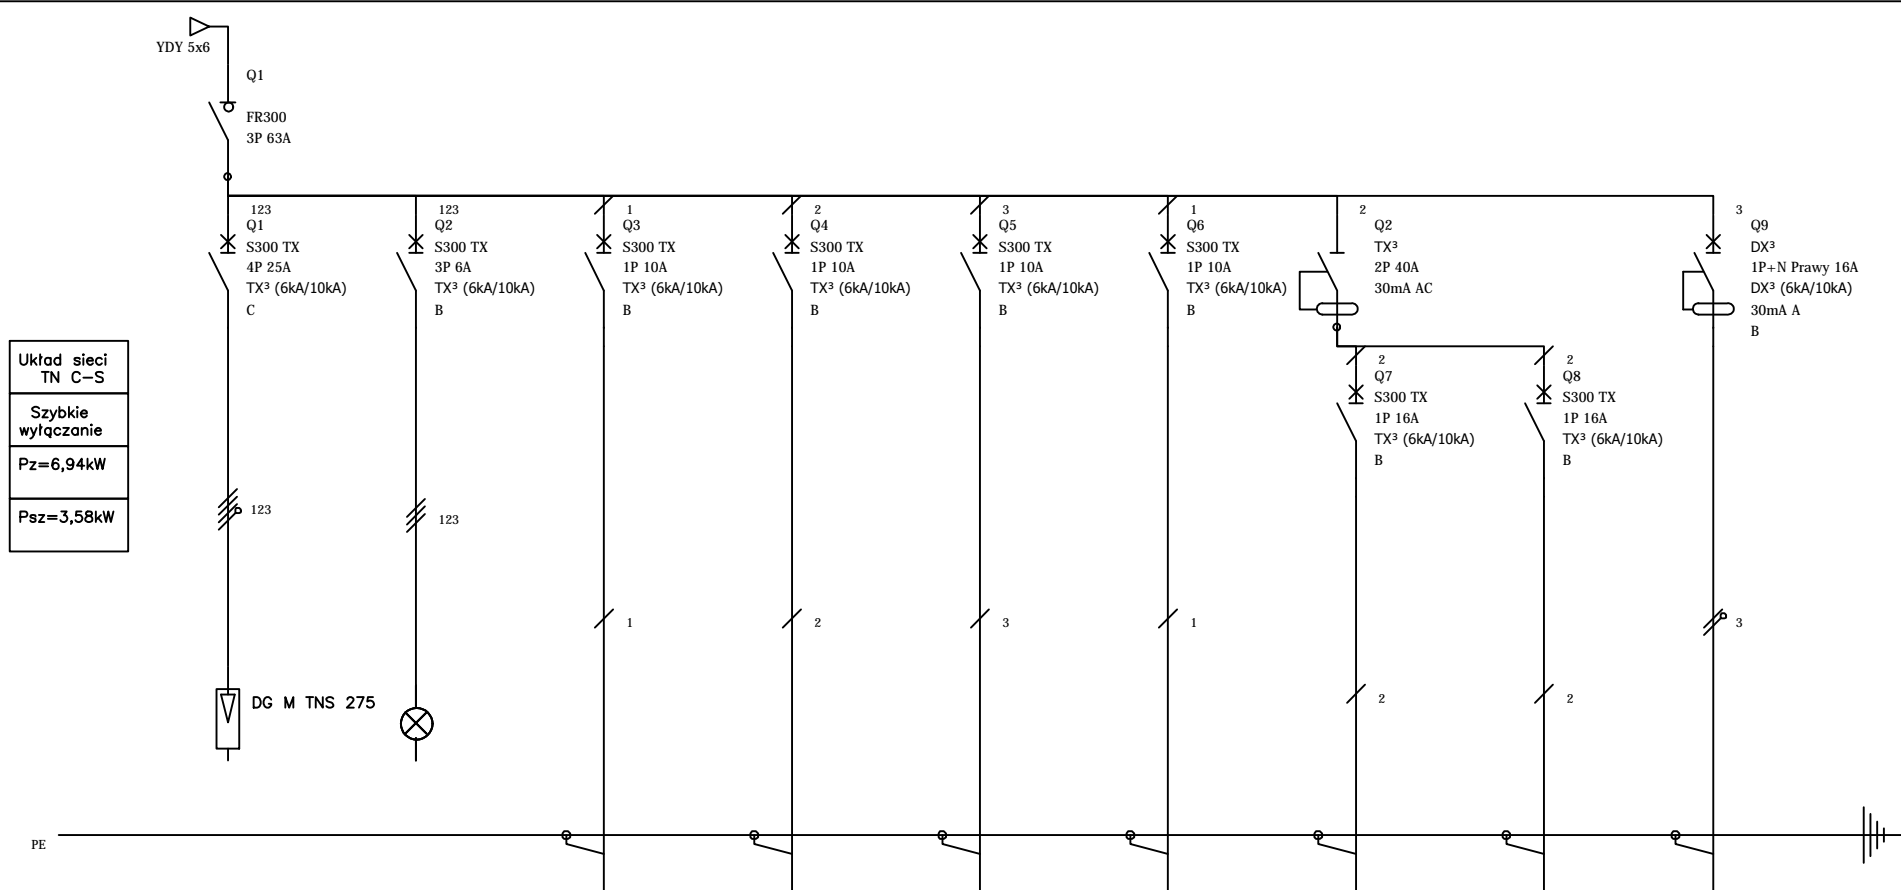 YDY 5x6
Q1
FR300
3P 63A
123
Q1
S300 TX
4P 25A
TX³ (6kA/10kA)
C
123
Q2
S300 TX
3P 6A
TX³ (6kA/10kA)
B
1
Q3
S300 TX
1P 10A
TX³ (6kA/10kA)
B
2
Q4
S300 TX
1P 10A
TX³ (6kA/10kA)
B
3
Q5
S300 TX
1P 10A
TX³ (6kA/10kA)
B
1
Q6
S300 TX
1P 10A
TX³ (6kA/10kA)
B
2
Q2
TX³
2P 40A
30mA AC
3
Q9
DX³
1P+N Prawy 16A
DX³ (6kA/10kA)
30mA A
B
2
Q7
S300 TX
1P 16A
TX³ (6kA/10kA)
B
2
Q8
S300 TX
1P 16A
TX³ (6kA/10kA)
B
Układ sieci
TN C-S
Szybkie
wyłączanie
Pz=6,94kW
Psz=3,58kW
123
123
1
2
3
1
3
2
2
DG M TNS 275
PE